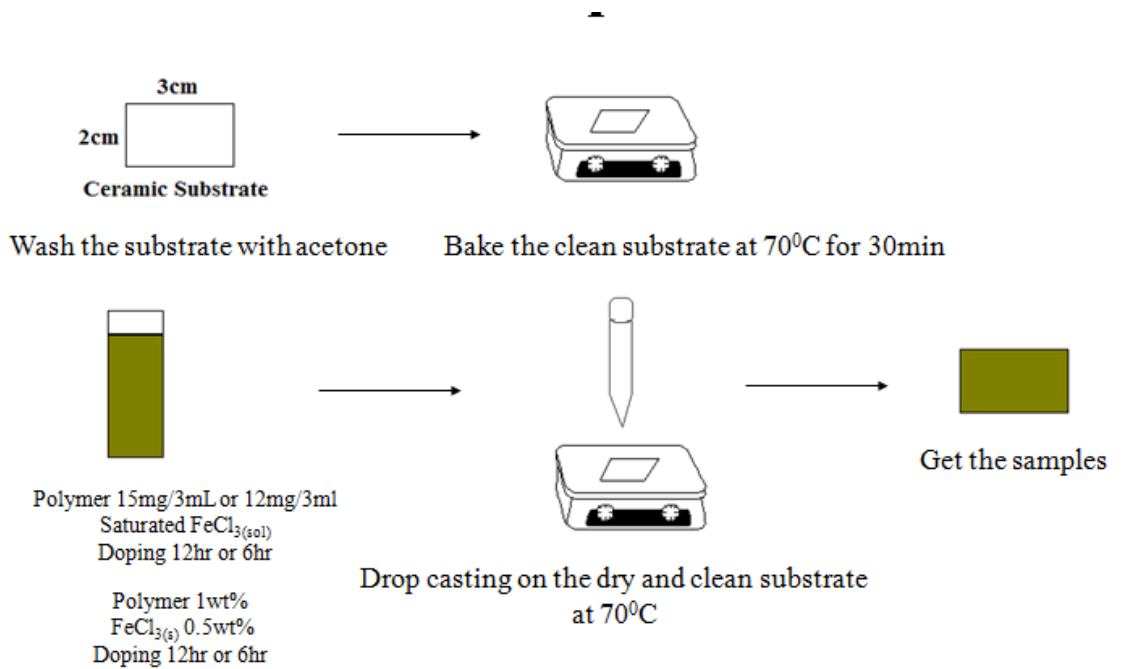 3cm
2cm
Ceramic Substrate
Wash the substrate with acetone
Bake the clean substrate at 70⁰C for 30min
Polymer 15mg/3mL or 12mg/3ml
Saturated FeCl₃₍ₛₒₗ₎
Doping 12hr or 6hr
Polymer 1wt%
FeCl₃₍ₛ₎ 0.5wt%
Doping 12hr or 6hr
Drop casting on the dry and clean substrate
at 70⁰C
Get the samples